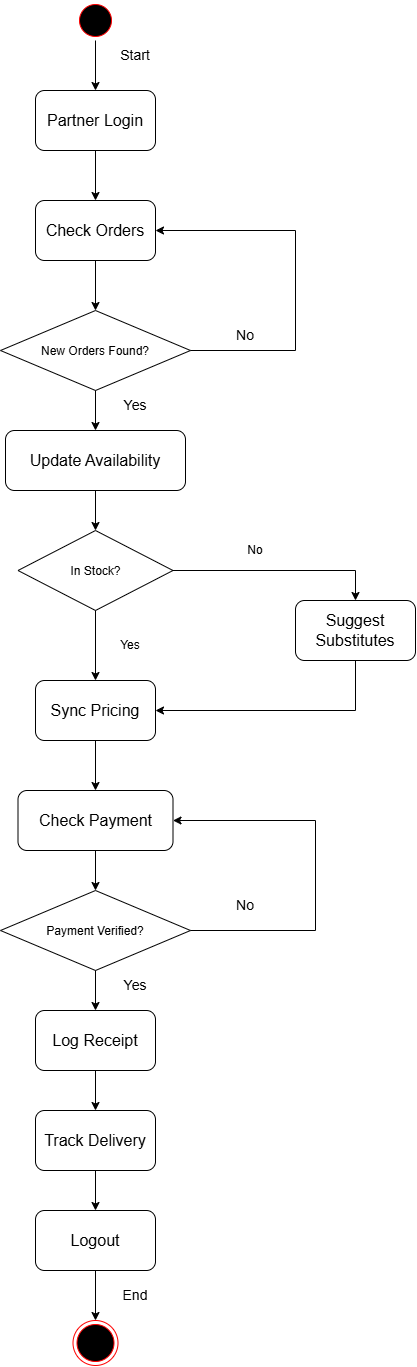 Start
Partner Login
Check Orders
No
New Orders Found?
Yes
Update Availability
No
In Stock?
Suggest
Substitutes
Yes
Sync Pricing
Check Payment
No
Payment Verified?
Yes
Log Receipt
Track Delivery
Logout
End